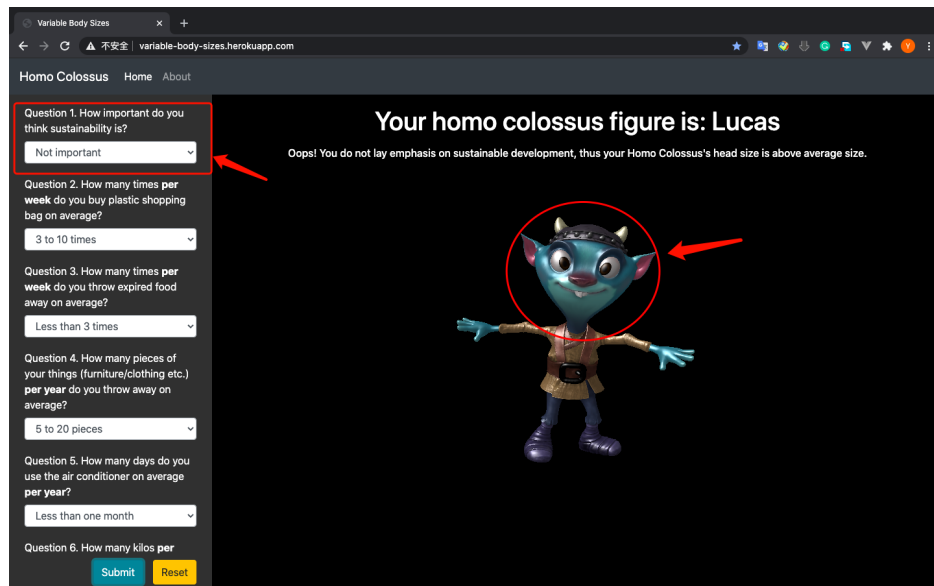 Variable Body Sizes
不安全 variable-body-sizes.herokuapp.com
Y
Homo Colossus Home About
Question 1. How important do you
think sustainability is?
Not important
Question 2. How many times per
week do you buy plastic shopping
bag on average?
3 to 10 times
Question 3. How many times per
week do you throw expired food
away on average?
Less than 3 times
Question 4. How many pieces of
your things (furniture/clothing etc.)
per year do you throw away on
average?
5 to 20 pieces
Question 5. How many days do you
use the air conditioner on average
per year?
Less than one month
Question 6. How many kilos per
Submit Reset
Your homo colossus figure is: Lucas
Oops! You do not lay emphasis on sustainable development, thus your Homo Colossus's head size is above average size.